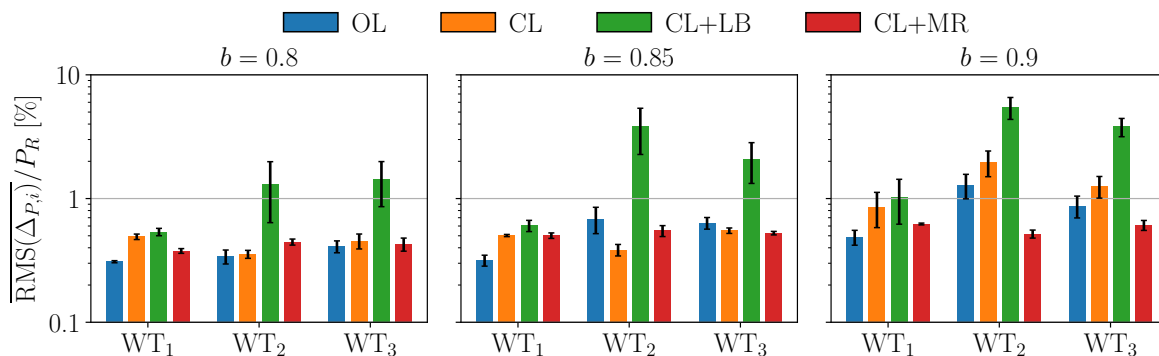 OL CL CL+LB CL+MR
b = 0.8 b = 0.85 b = 0.9
RMS(Δ_{P,i})/P_R [%]
10
1
0.1
WT₁ WT₂ WT₃ WT₁ WT₂ WT₃ WT₁ WT₂ WT₃